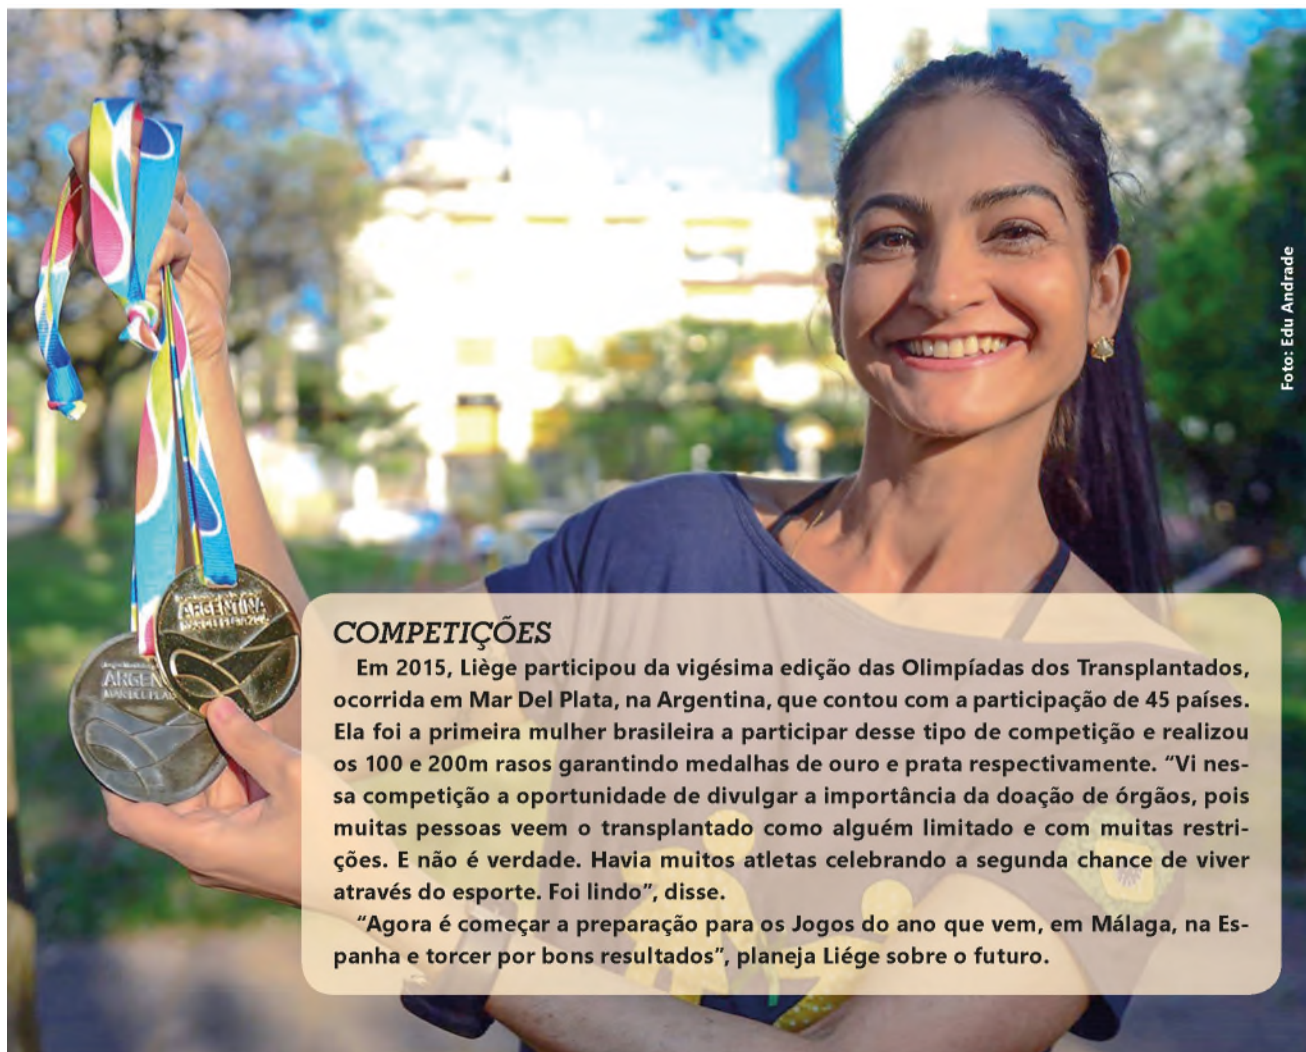 Foto: Edu Andrade
ARGENTINA
ARGEN
COMPETIÇÕES
Em 2015, Liège participou da vigésima edição das Olimpíadas dos Transplantados,
ocorrida em Mar Del Plata, na Argentina, que contou com a participação de 45 países.
Ela foi a primeira mulher brasileira a participar desse tipo de competição e realizou
os 100 e 200m rasos garantindo medalhas de ouro e prata respectivamente. “Vi nes-
sa competição a oportunidade de divulgar a importância da doação de órgãos, pois
muitas pessoas veem o transplantado como alguém limitado e com muitas restri-
ções. E não é verdade. Havia muitos atletas celebrando a segunda chance de viver
através do esporte. Foi lindo”, disse.
“Agora é começar a preparação para os Jogos do ano que vem, em Málaga, na Es-
panha e torcer por bons resultados”, planeja Liége sobre o futuro.